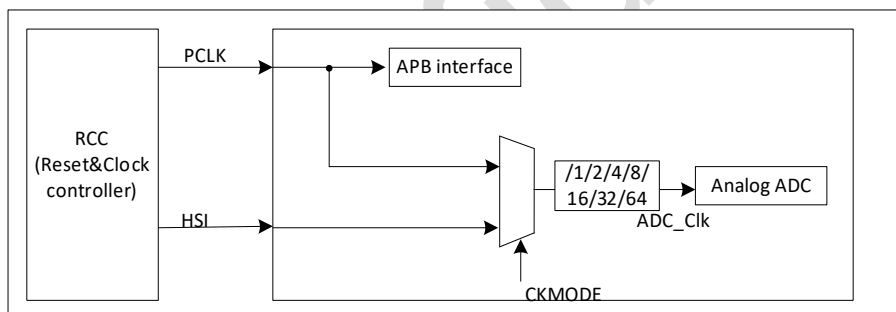 PCLK
APB interface
RCC
(Reset&Clock
controller)
/1/2/4/8/
16/32/64
Analog ADC
HSI
ADC_Clk
CKMODE